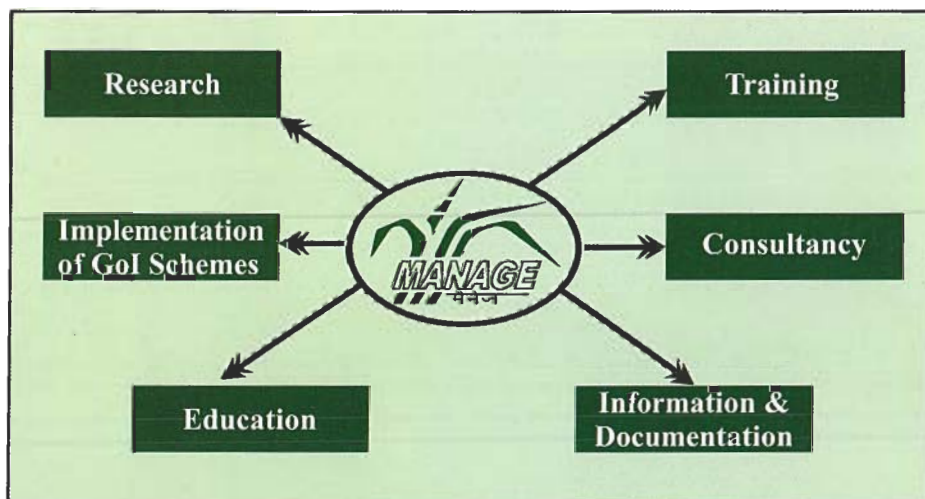 Research
Training
Implementation
of GoI Schemes
Consultancy
MANAGE
मैनेज
Education
Information &
Documentation